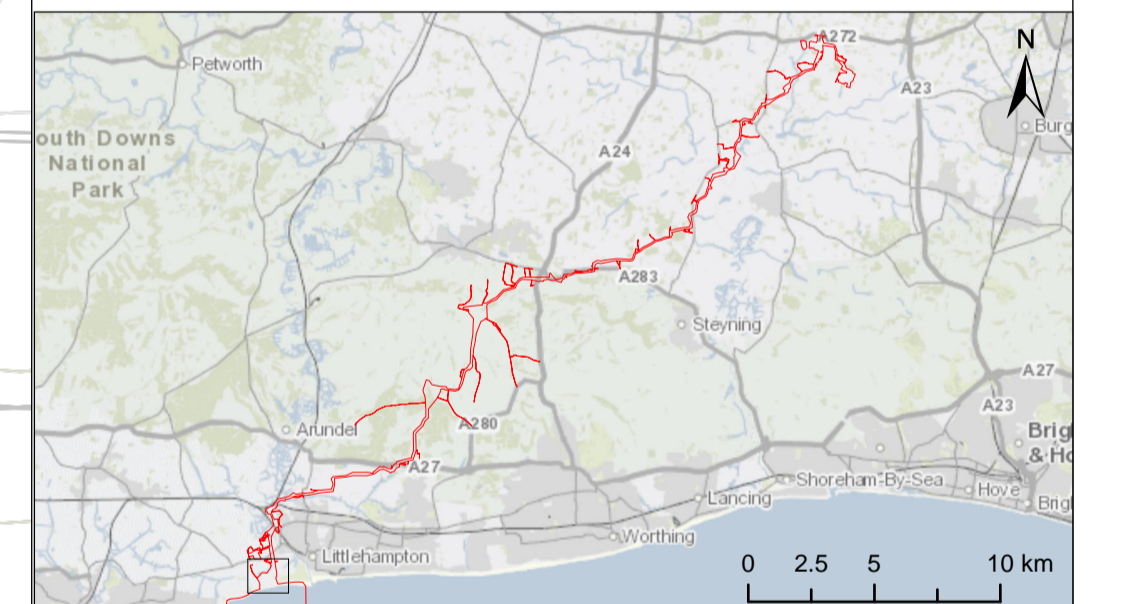 A272
N
Petworth
A23
Burg
outh Downs
National
Park
A24
A283
Steyning
A27
A23
Arundel
A280
Brig
& Ho
A27
Shoreham-By-Sea
Hove
Lancing
Brigl
Worthing
Littlehampton
0 2.5 5 10 km